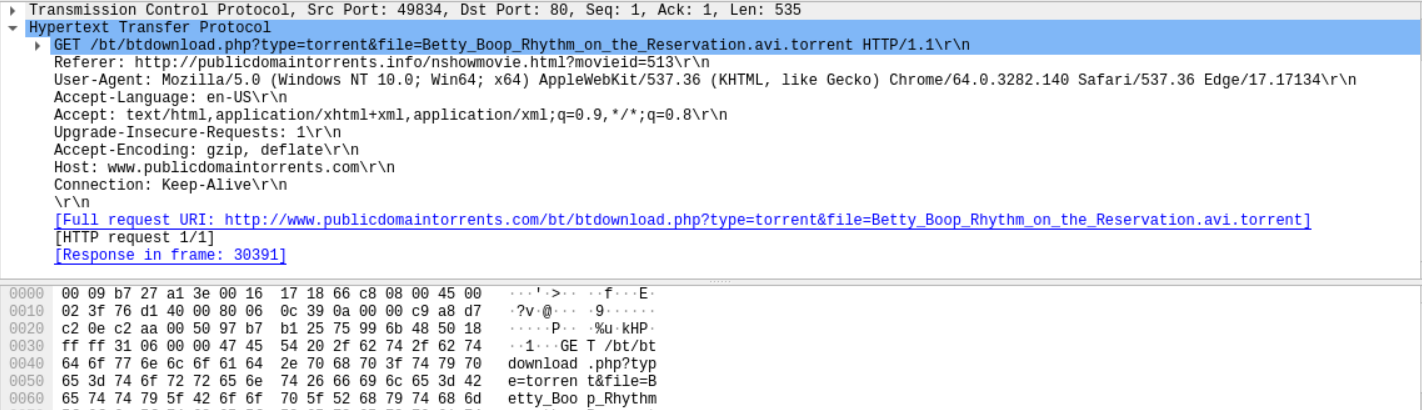 Transmission Control Protocol, Src Port: 49834, Dst Port: 80, Seq: 1, Ack: 1, Len: 535
Hypertext Transfer Protocol
GET /bt/btdownload.php?type=torrent&file=Betty_Boop_Rhythm_on_the_Reservation.avi.torrent HTTP/1.1\r\n
Referer: http://publicdomaintorrents.info/nshowmovie.html?movieid=513\r\n
User-Agent: Mozilla/5.0 (Windows NT 10.0; Win64; x64) AppleWebKit/537.36 (KHTML, like Gecko) Chrome/64.0.3282.140 Safari/537.36 Edge/17.17134\r\n
Accept-Language: en-US\r\n
Accept: text/html,application/xhtml+xml,application/xml;q=0.9,*/*;q=0.8\r\n
Upgrade-Insecure-Requests: 1\r\n
Accept-Encoding: gzip, deflate\r\n
Host: www.publicdomaintorrents.com\r\n
Connection: Keep-Alive\r\n
\r\n
[Full request URI: http://www.publicdomaintorrents.com/bt/btdownload.php?type=torrent&file=Betty_Boop_Rhythm_on_the_Reservation.avi.torrent]
[HTTP request 1/1]
[Response in frame: 30391]
0000 00 09 b7 27 a1 3e 00 16 17 18 66 c8 08 00 45 00 ···'·>·· ··f···E·
0010 02 3f 76 d1 40 00 80 06 0c 39 0a 00 00 c9 a8 d7 ·?v·@··· ·9······
0020 c2 0e c2 aa 00 50 97 b7 b1 25 75 99 6b 48 50 18 ·····P·· ·%u·kHP·
0030 ff ff 31 06 00 00 47 45 54 20 2f 62 74 2f 62 74 ··1···GE T /bt/bt
0040 64 6f 77 6e 6c 6f 61 64 2e 70 68 70 3f 74 79 70 download .php?typ
0050 65 3d 74 6f 72 72 65 6e 74 26 66 69 6c 65 3d 42 e=torren t&file=B
0060 65 74 74 79 5f 42 6f 6f 70 5f 52 68 79 74 68 6d etty_Boo p_Rhythm